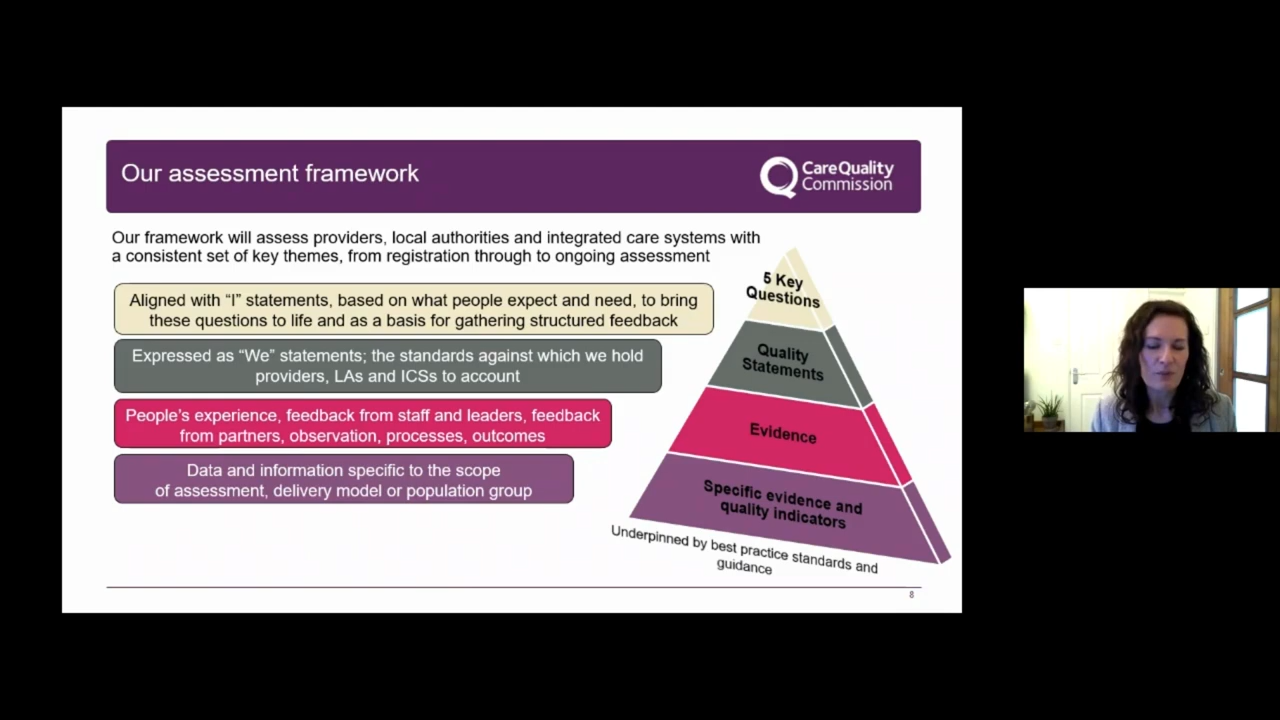 Our assessment framework
CareQuality
Commission
Our framework will assess providers, local authorities and integrated care systems with
a consistent set of key themes, from registration through to ongoing assessment
Aligned with “I” statements, based on what people expect and need, to bring
these questions to life and as a basis for gathering structured feedback
Expressed as “We” statements; the standards against which we hold
providers, LAs and ICSs to account
People’s experience, feedback from staff and leaders, feedback
from partners, observation, processes, outcomes
Data and information specific to the scope
of assessment, delivery model or population group
5 Key
Questions
Quality
Statements
Evidence
Specific evidence and
quality indicators
Underpinned by best practice standards and
guidance
8